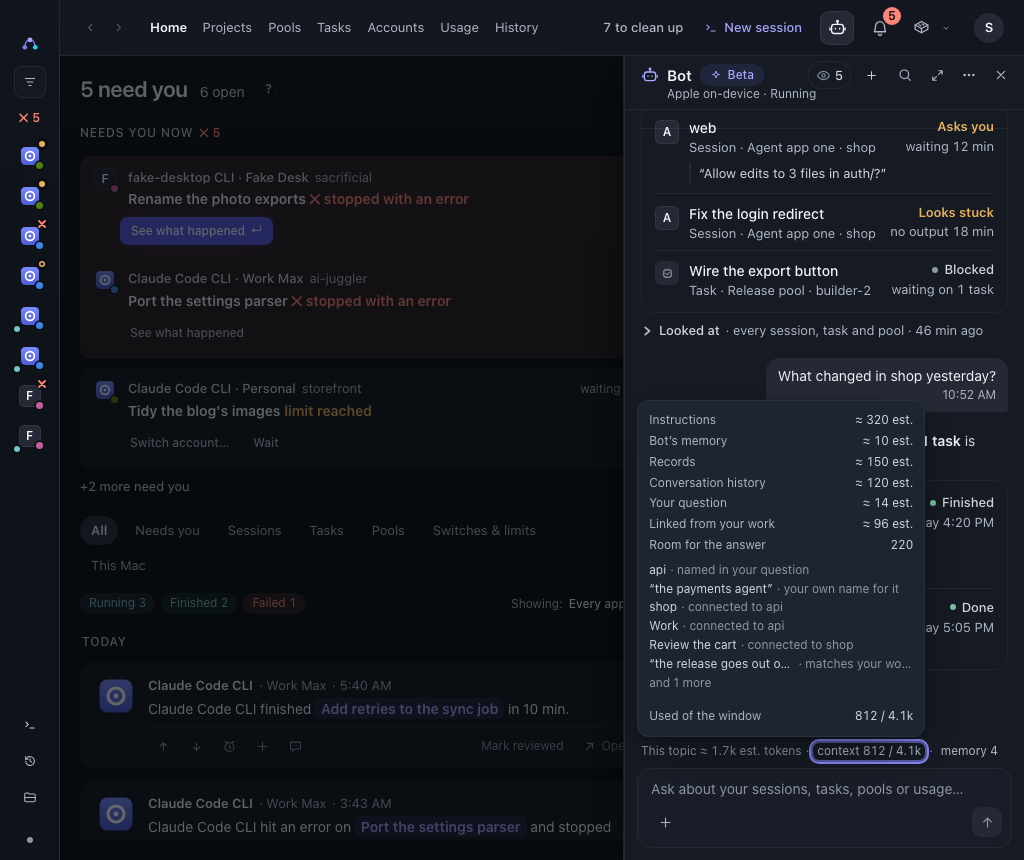 Home Projects Pools Tasks Accounts Usage History
7 to clean up
New session
5
S
5
F
F
5 need you 6 open ?
NEEDS YOU NOW 5
F
fake-desktop CLI · Fake Desk sacrificial
Rename the photo exports stopped with an error
See what happened
Claude Code CLI · Work Max ai-juggler
Port the settings parser stopped with an error
See what happened
Claude Code CLI · Personal storefront waiting
Tidy the blog's images limit reached
Switch account… Wait
+2 more need you
All Needs you Sessions Tasks Pools Switches & limits
This Mac
Running 3 Finished 2 Failed 1
Showing: Every app
TODAY
Claude Code CLI · Work Max · 5:40 AM
Claude Code CLI finished Add retries to the sync job in 10 min.
Mark reviewed Ope
Claude Code CLI · Work Max · 3:43 AM
Claude Code CLI hit an error on Port the settings parser and stopped
Bot Beta 5
Apple on-device · Running
A
web Asks you
Session · Agent app one · shop waiting 12 min
“Allow edits to 3 files in auth/?”
A
Fix the login redirect Looks stuck
Session · Agent app one · shop no output 18 min
Wire the export button Blocked
Task · Release pool · builder-2 waiting on 1 task
Looked at · every session, task and pool · 46 min ago
What changed in shop yesterday?
10:52 AM
task is
Finished
ay 4:20 PM
Done
ay 5:05 PM
Instructions ≈ 320 est.
Bot’s memory ≈ 10 est.
Records ≈ 150 est.
Conversation history ≈ 120 est.
Your question ≈ 14 est.
Linked from your work ≈ 96 est.
Room for the answer 220
api · named in your question
“the payments agent” · your own name for it
shop · connected to api
Work · connected to api
Review the cart · connected to shop
“the release goes out o… · matches your wo…
and 1 more
Used of the window 812 / 4.1k
This topic ≈ 1.7k est. tokens · context 812 / 4.1k · memory 4
Ask about your sessions, tasks, pools or usage…